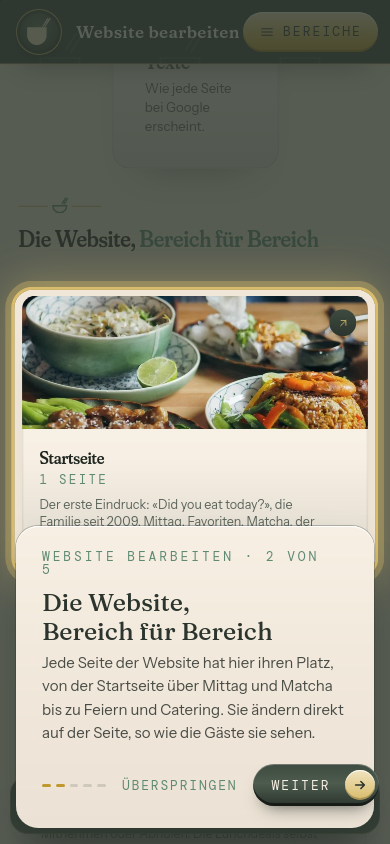 Website bearbeiten
BEREICHE
Texte
Wie jede Seite
bei Google
erscheint.
Die Website, Bereich für Bereich
Startseite
1 SEITE
Der erste Eindruck: «Did you eat today?», die
Familie seit 2009, Mittag, Favoriten, Matcha, der
WEBSITE BEARBEITEN · 2 VON
5
Die Website,
Bereich für Bereich
Jede Seite der Website hat hier ihren Platz,
von der Startseite über Mittag und Matcha
bis zu Feiern und Catering. Sie ändern direkt
auf der Seite, so wie die Gäste sie sehen.
ÜBERSPRINGEN
WEITER